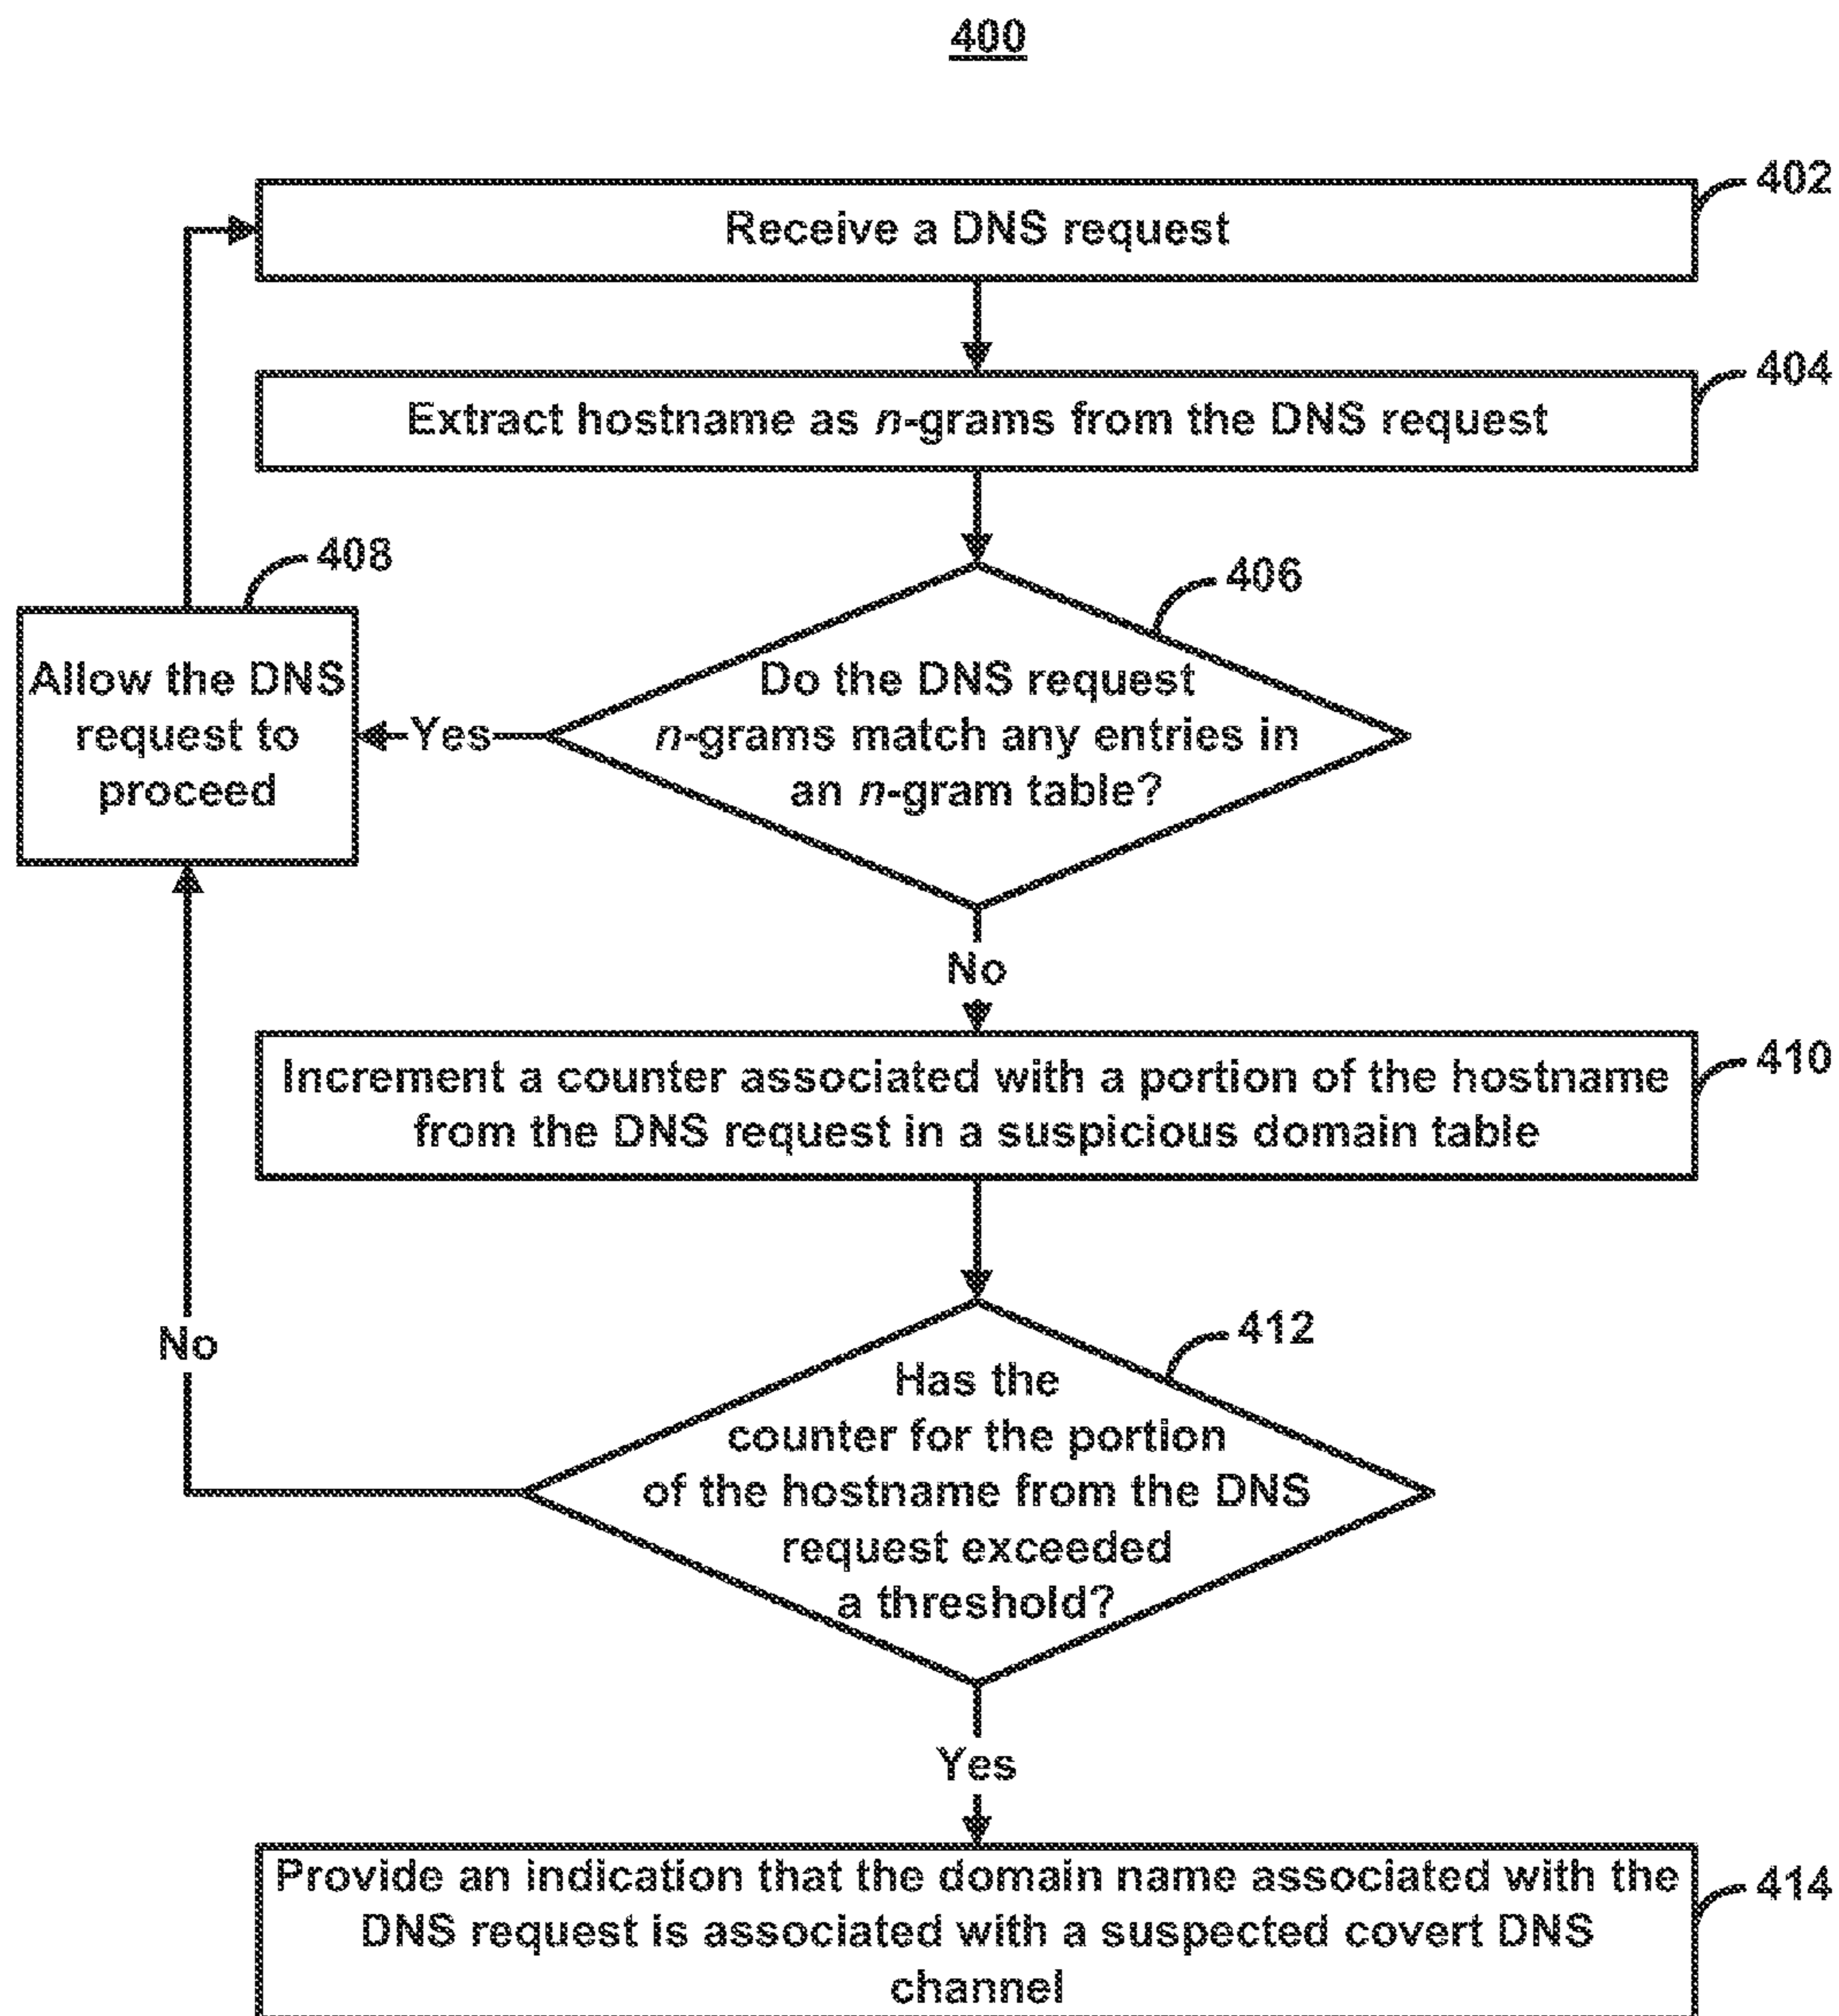 400
Receive a DNS request
402
Extract hostname as n-grams from the DNS request
404
Do the DNS request
n-grams match any entries in
an n-gram table?
406
Yes
Allow the DNS
request to
proceed
408
No
Increment a counter associated with a portion of the hostname
from the DNS request in a suspicious domain table
410
Has the
counter for the portion
of the hostname from the DNS
request exceeded
a threshold?
412
No
Yes
Provide an indication that the domain name associated with the
DNS request is associated with a suspected covert DNS
channel
414